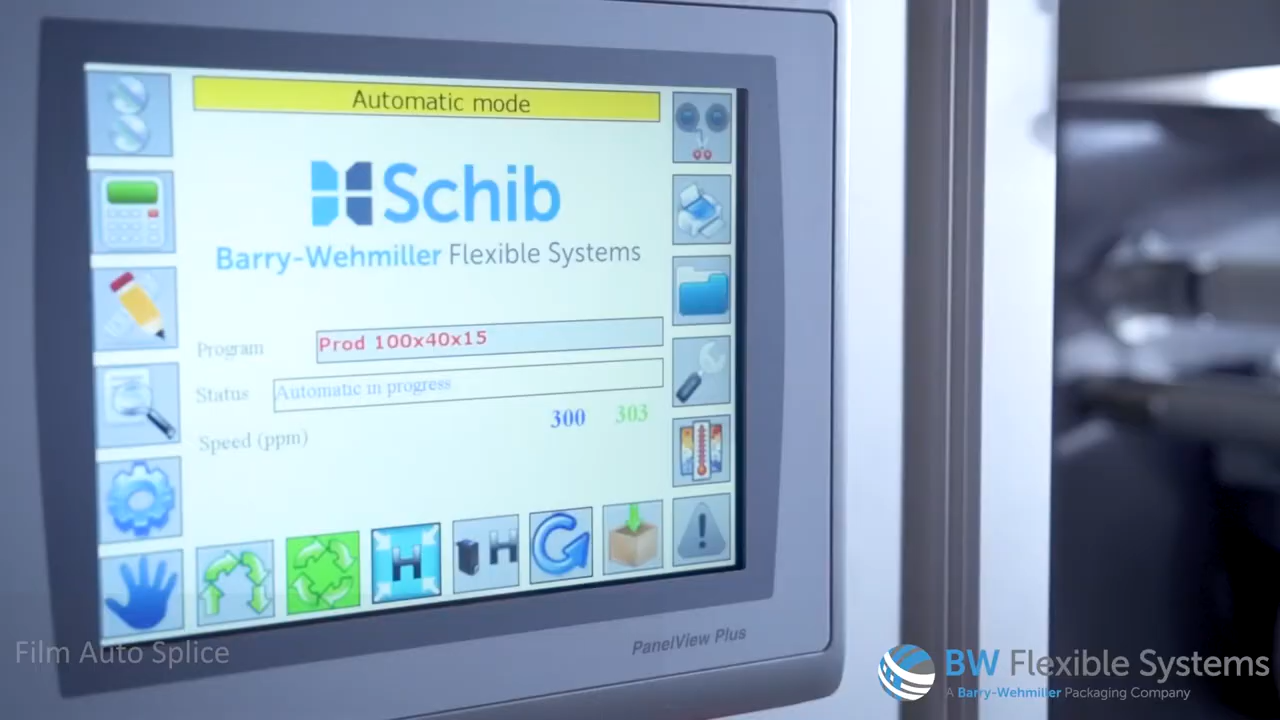 Automatic mode
Schib
Barry-Wehmiller Flexible Systems
Program
Prod 100x40x15
Status
Automatic in progress
300 303
Speed (ppm)
PanelView Plus
Film Auto Splice
BW Flexible Systems
A Barry-Wehmiller Packaging Company